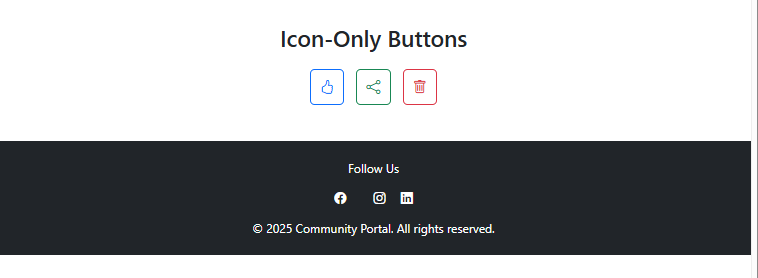 Icon-Only Buttons
Follow Us
© 2025 Community Portal. All rights reserved.